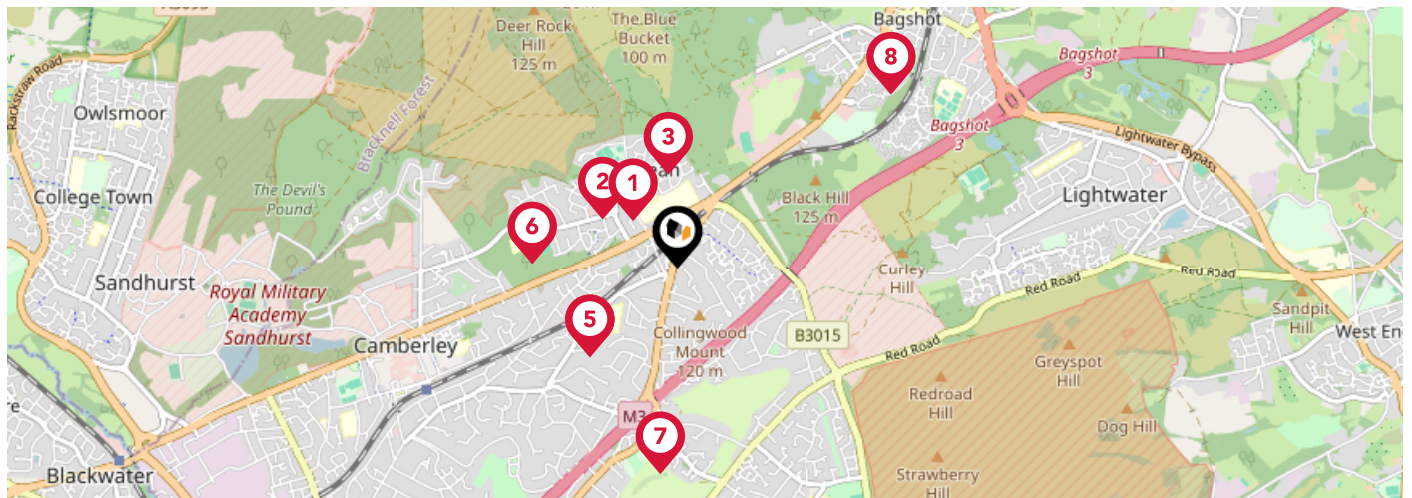 Bagshot
Deer Rock
Hill
125 m
The Blue
Bucket
100 m
8
Bagshot
3
Rackstraw Road
Owlsmoor
Bracknell Forest
3
Bagshot
3
Lightwater Bypass
2
1
The Devil's
Pound
College Town
Black Hill
125 m
Lightwater
6
Curley
Hill
Red Road
Red Road
Sandhurst
Royal Military
Academy
Sandhurst
5
Sandpit
Hill
Collingwood
Mount
120 m
B3015
Camberley
Red Road
West En
Greyspot
Hill
Redroad
Hill
M3
7
Dog Hill
Blackwater
Strawberry
Hill